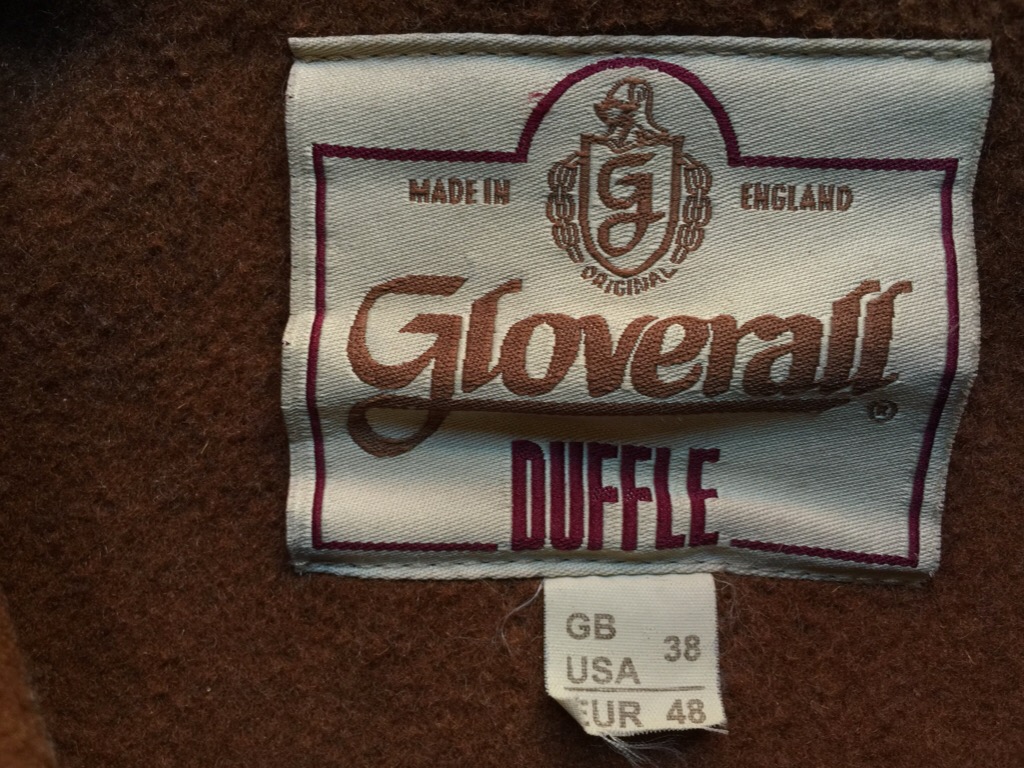 MADE IN ENGLAND
G
ORIGINAL
Gloverall®
DUFFLE
GB
USA 38
EUR 48